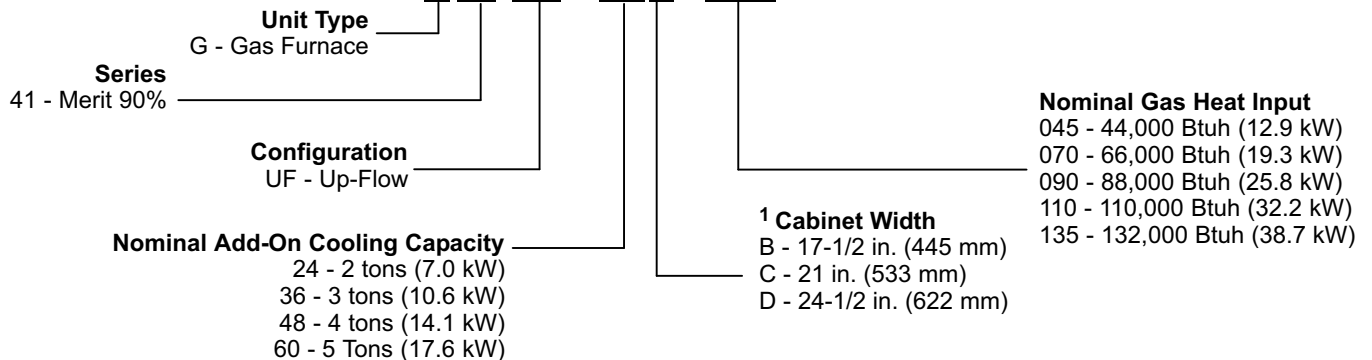 Unit Type
G - Gas Furnace
Series
41 - Merit 90%
Configuration
UF - Up-Flow
Nominal Add-On Cooling Capacity
24 - 2 tons (7.0 kW)
36 - 3 tons (10.6 kW)
48 - 4 tons (14.1 kW)
60 - 5 Tons (17.6 kW)
1 Cabinet Width
B - 17-1/2 in. (445 mm)
C - 21 in. (533 mm)
D - 24-1/2 in. (622 mm)
Nominal Gas Heat Input
045 - 44,000 Btuh (12.9 kW)
070 - 66,000 Btuh (19.3 kW)
090 - 88,000 Btuh (25.8 kW)
110 - 110,000 Btuh (32.2 kW)
135 - 132,000 Btuh (38.7 kW)